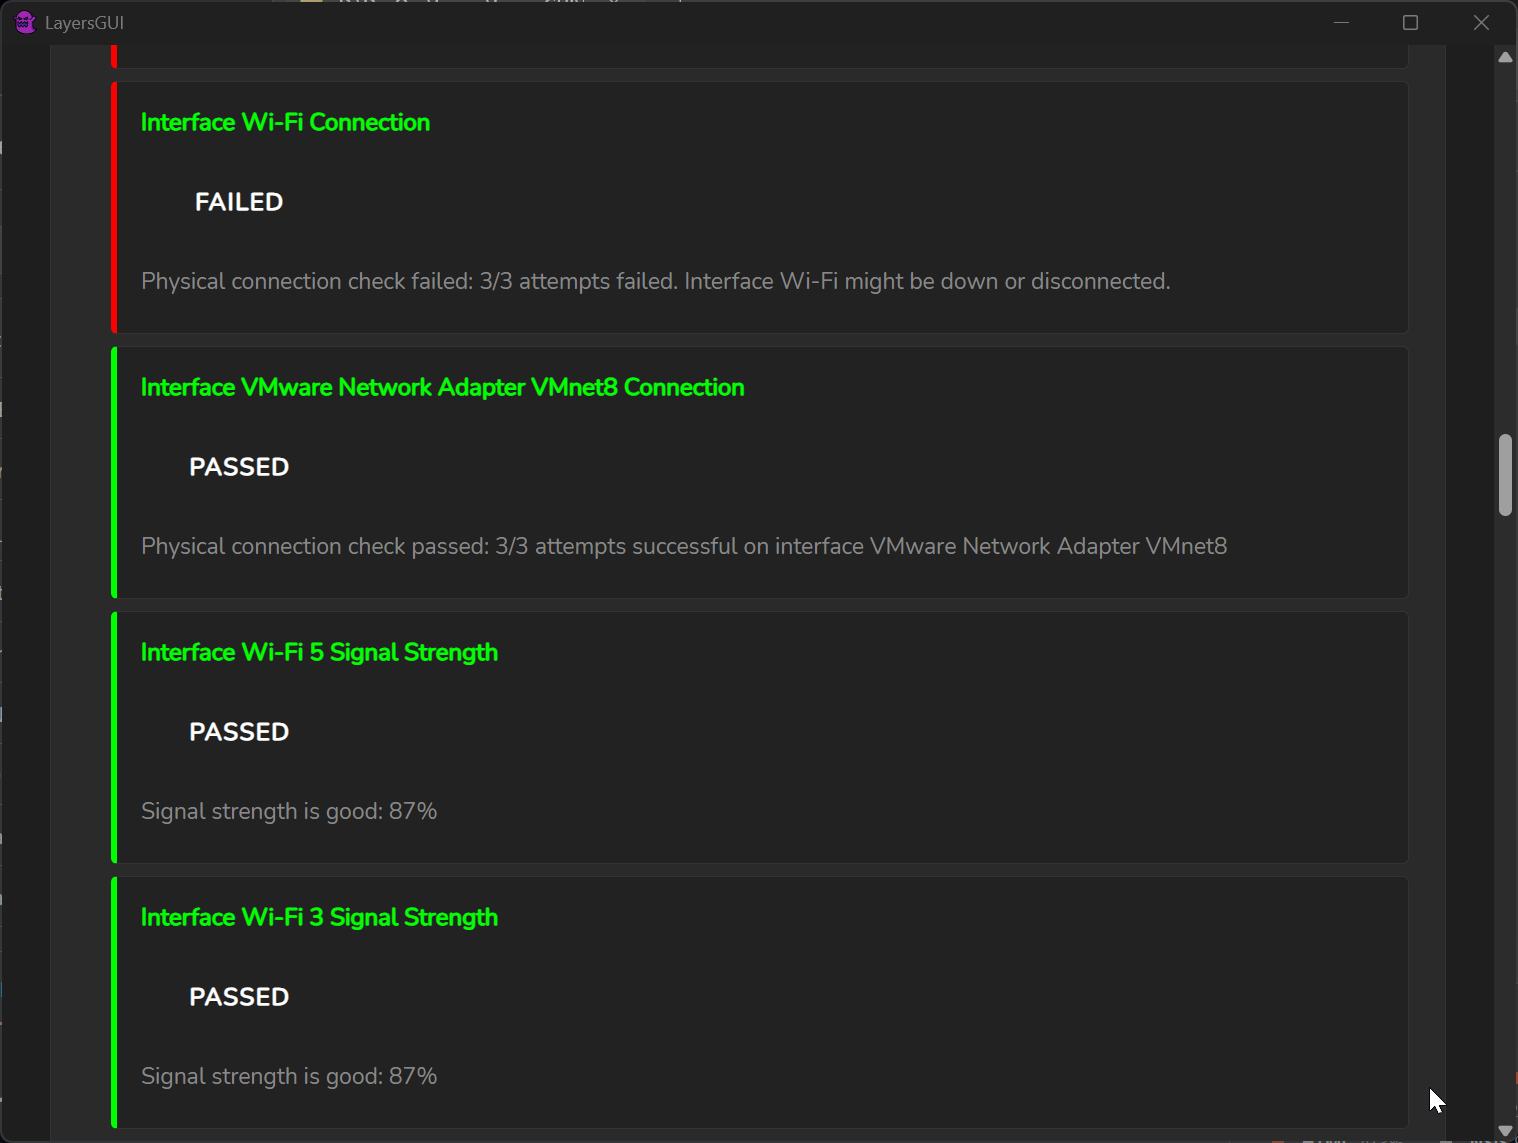 LayersGUI
Interface Wi-Fi Connection
FAILED
Physical connection check failed: 3/3 attempts failed. Interface Wi-Fi might be down or disconnected.
Interface VMware Network Adapter VMnet8 Connection
PASSED
Physical connection check passed: 3/3 attempts successful on interface VMware Network Adapter VMnet8
Interface Wi-Fi 5 Signal Strength
PASSED
Signal strength is good: 87%
Interface Wi-Fi 3 Signal Strength
PASSED
Signal strength is good: 87%